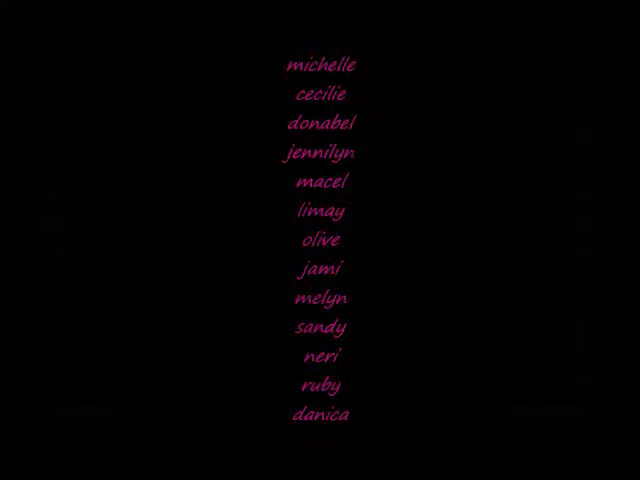 michelle
cecilie
donabel
jennilyn
macel
limay
olive
jami
melyn
sandy
neri
ruby
danica